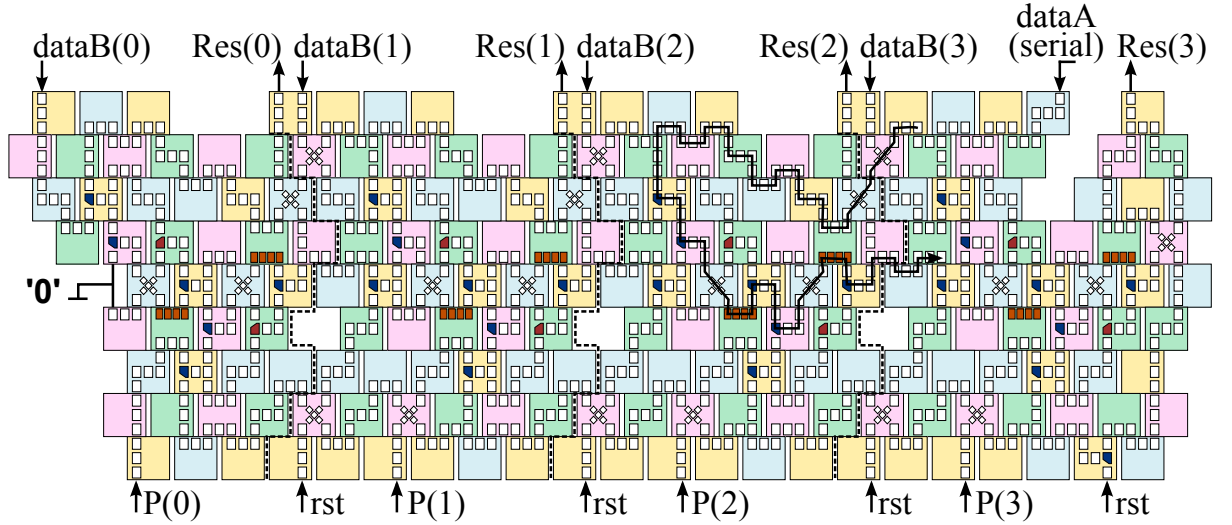 dataB(0) Res(0) dataB(1) Res(1) dataB(2) Res(2) dataB(3) dataA
(serial) Res(3)
'0'
P(0) rst P(1) rst P(2) rst P(3) rst